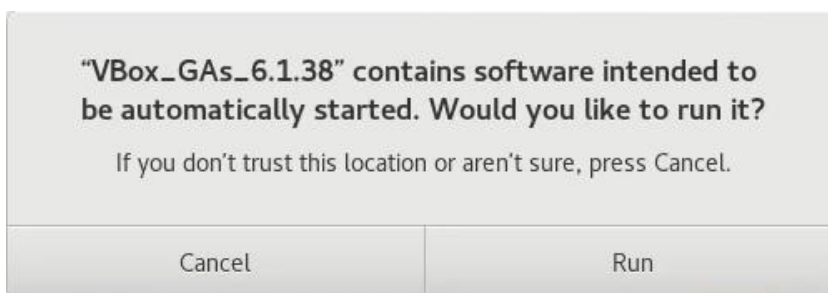 “VBox_GAs_6.1.38” contains software intended to
be automatically started. Would you like to run it?
If you don't trust this location or aren't sure, press Cancel.
Cancel
Run